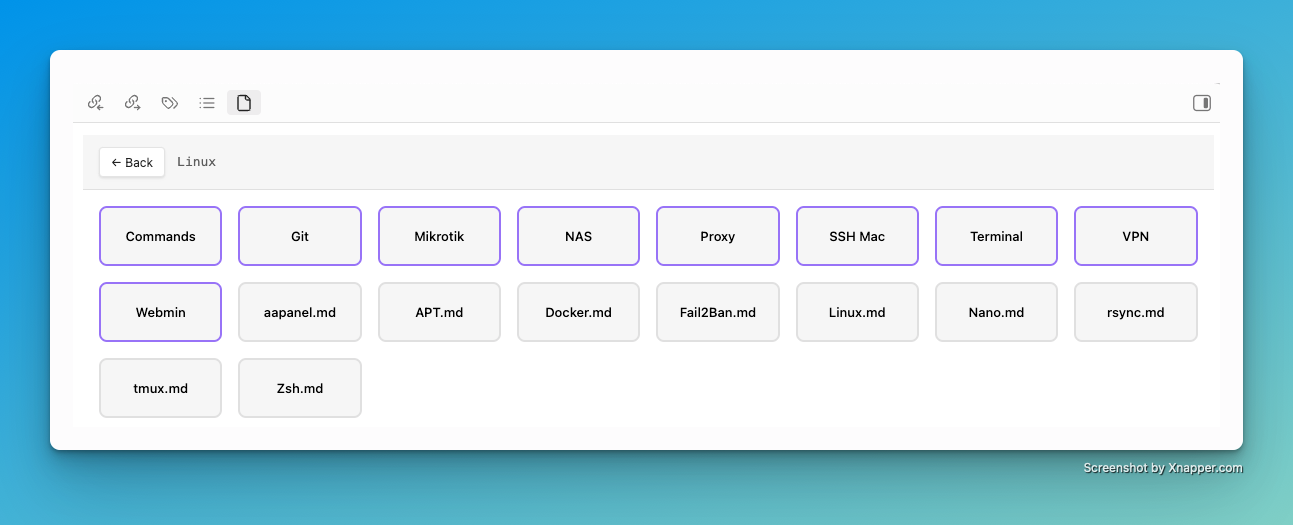 ← Back Linux
Commands Git Mikrotik NAS Proxy SSH Mac Terminal VPN
Webmin aapanel.md APT.md Docker.md Fail2Ban.md Linux.md Nano.md rsync.md
tmux.md Zsh.md
Screenshot by Xnapper.com